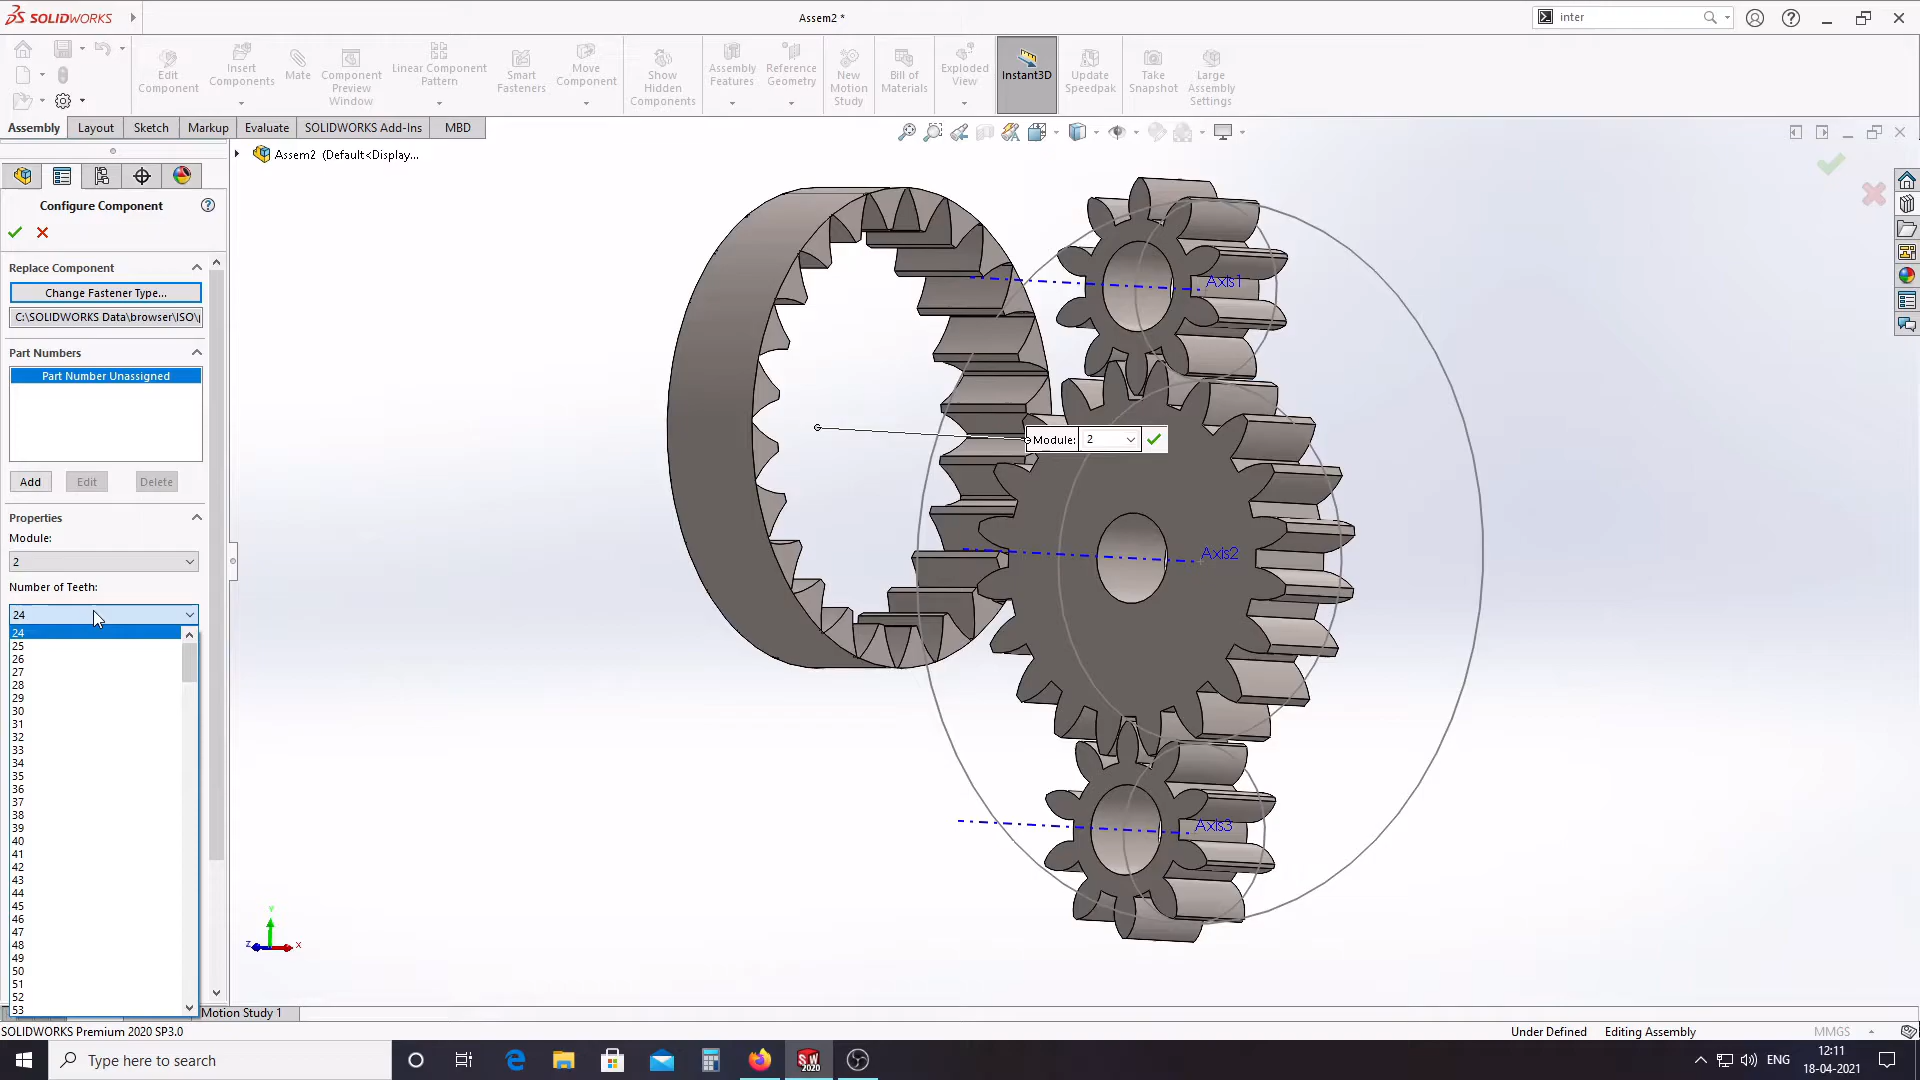 SOLIDWORKS
Assem2 *
inter
Edit
Component
Insert
Components
Mate
Component
Preview
Window
Linear Component
Pattern
Smart
Fasteners
Move
Component
Show
Hidden
Components
Assembly
Features
Reference
Geometry
New
Motion
Study
Bill of
Materials
Exploded
View
Instant3D
Update
Speedpak
Take
Snapshot
Large
Assembly
Settings
Assembly
Layout
Sketch
Markup
Evaluate
SOLIDWORKS Add-Ins
MBD
Assem2 (Default<Display...
Configure Component
Replace Component
Change Fastener Type...
C:\SOLIDWORKS Data\browser\ISO\
Part Numbers
Part Number Unassigned
Add
Edit
Delete
Properties
Module:
2
Number of Teeth:
24
24
25
26
27
28
29
30
31
32
33
34
35
36
37
38
39
40
41
42
43
44
45
46
47
48
49
50
51
52
53
Axis1
Module: 2
Axis2
Axis3
Y
Z
X
Motion Study 1
SOLIDWORKS Premium 2020 SP3.0
Under Defined
Editing Assembly
MMGS
Type here to search
SW
2020
ENG
12:11
18-04-2021